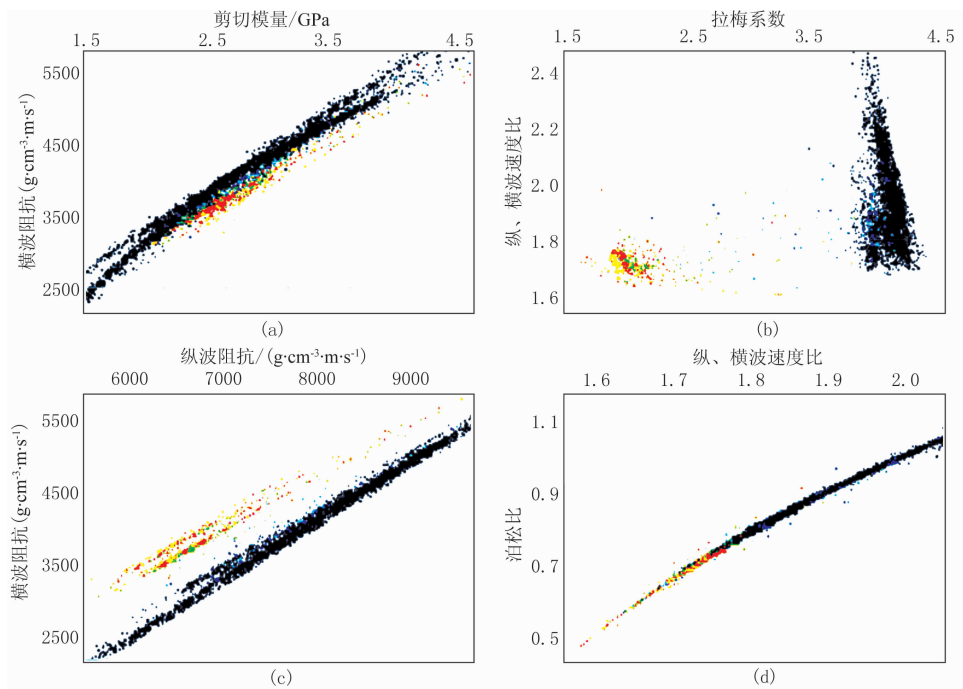 剪切模量/GPa
1.5 2.5 3.5 4.5
横波阻抗(g·cm⁻³·m·s⁻¹)
5500
4500
3500
2500
(a)
拉梅系数
1.5 2.5 3.5 4.5
纵、横波速度比
2.4
2.2
2.0
1.8
1.6
(b)
纵波阻抗/(g·cm⁻³·m·s⁻¹)
6000 7000 8000 9000
横波阻抗(g·cm⁻³·m·s⁻¹)
5500
4500
3500
2500
(c)
纵、横波速度比
1.6 1.7 1.8 1.9 2.0
泊松比
1.1
0.9
0.7
0.5
(d)